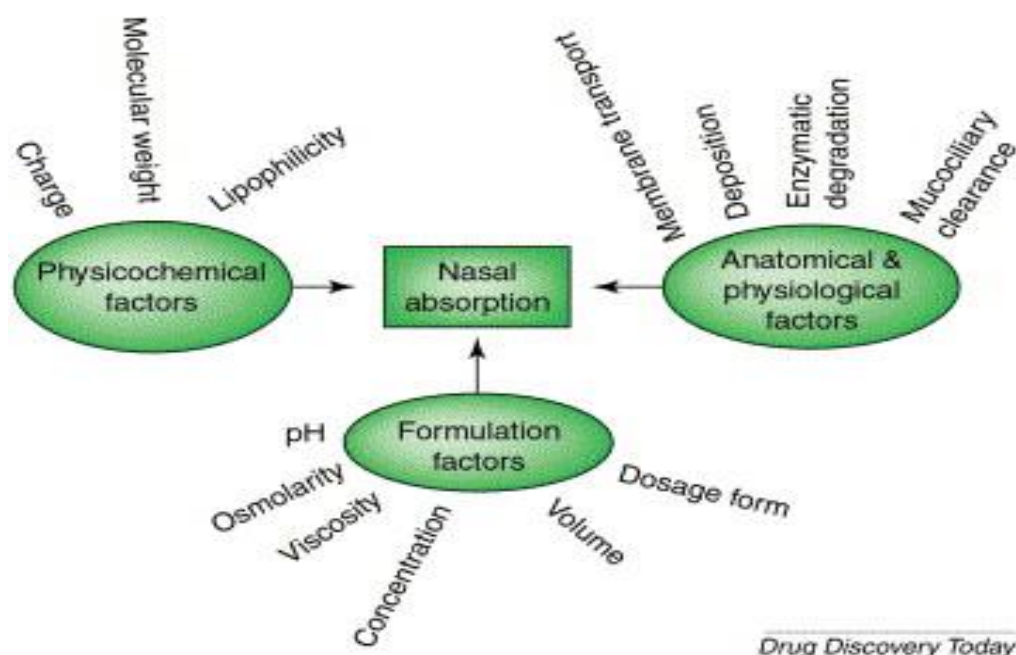 Charge
Molecular weight
Lipophilicity
Physicochemical
factors
Nasal
absorption
Membrane transport
Deposition
Enzymatic
degradation
Mucociliary
clearance
Anatomical &
physiological
factors
Formulation
factors
pH
Osmolarity
Viscosity
Concentration
Volume
Dosage form
Drug Discovery Today